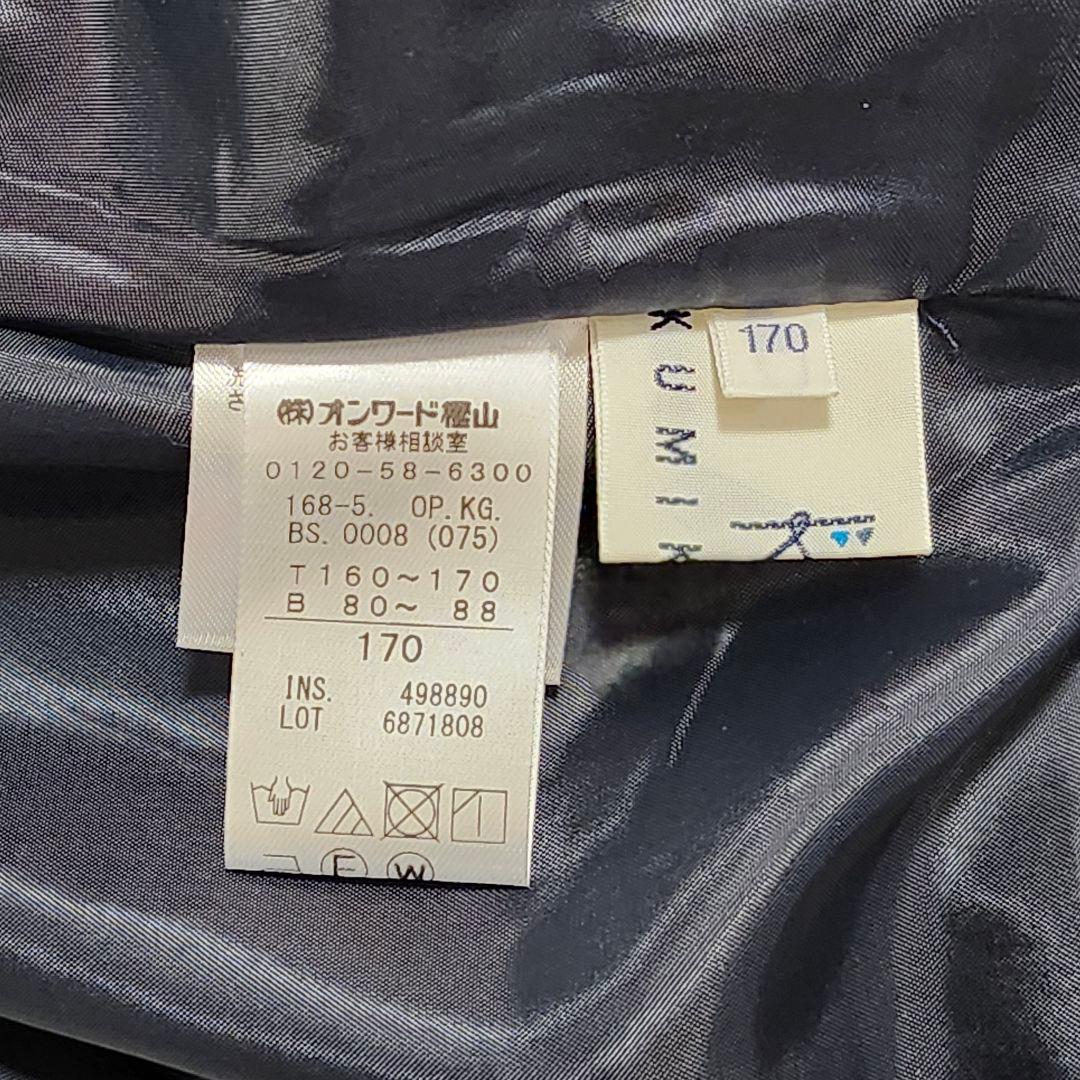 (株)オンワード樫山
お客様相談室
0120-58-6300
168-5. OP.KG.
BS. 0008 (075)
T160～170
B 80～ 88
170
INS. 498890
LOT 6871808
F W
KUMIK
170